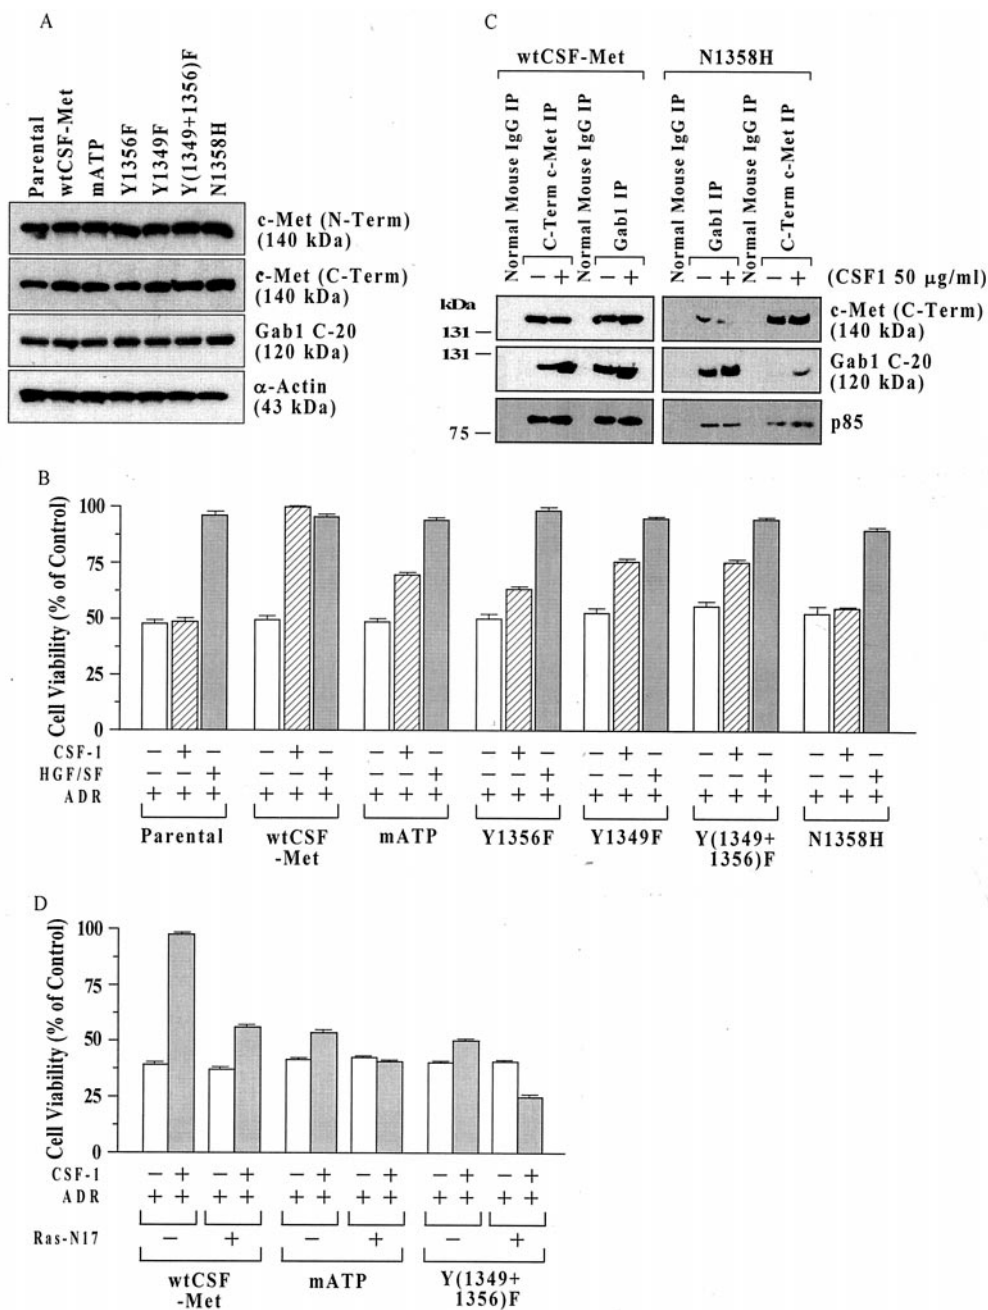 A
Parental
wtCSF-Met
mATP
Y1356F
Y1349F
Y(1349+1356)F
N1358H
c-Met (N-Term)
(140 kDa)
c-Met (C-Term)
(140 kDa)
Gab1 C-20
(120 kDa)
α-Actin
(43 kDa)
C
wtCSF-Met
N1358H
Normal Mouse IgG IP
C-Term c-Met IP
Normal Mouse IgG IP
Gab1 IP
Normal Mouse IgG IP
Gab1 IP
Normal Mouse IgG IP
C-Term c-Met IP
− + − + − + − + (CSF1 50 µg/ml)
kDa
131
131
75
c-Met (C-Term)
(140 kDa)
Gab1 C-20
(120 kDa)
p85
B
Cell Viability (% of Control)
100
75
50
25
0
CSF-1 − + − − + − − + − − + − − + − − + − − + −
HGF/SF − − + − − + − − + − − + − − + − − + − − +
ADR + + + + + + + + + + + + + + + + + + + + +
Parental
wtCSF
-Met
mATP
Y1356F
Y1349F
Y(1349+
1356)F
N1358H
D
Cell Viability (% of Control)
100
75
50
25
0
CSF-1 − + − + − + − + − + − +
ADR + + + + + + + + + + + +
Ras-N17 − + − + − +
wtCSF
-Met
mATP
Y(1349+
1356)F